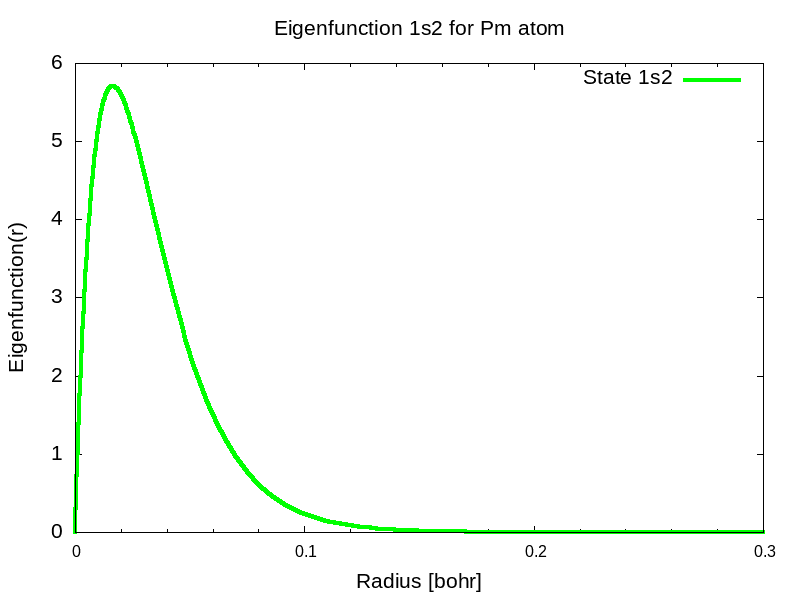 Eigenfunction 1s2 for Pm atom
State 1s2
6
5
4
3
2
1
0
Eigenfunction(r)
0 0.1 0.2 0.3
Radius [bohr]